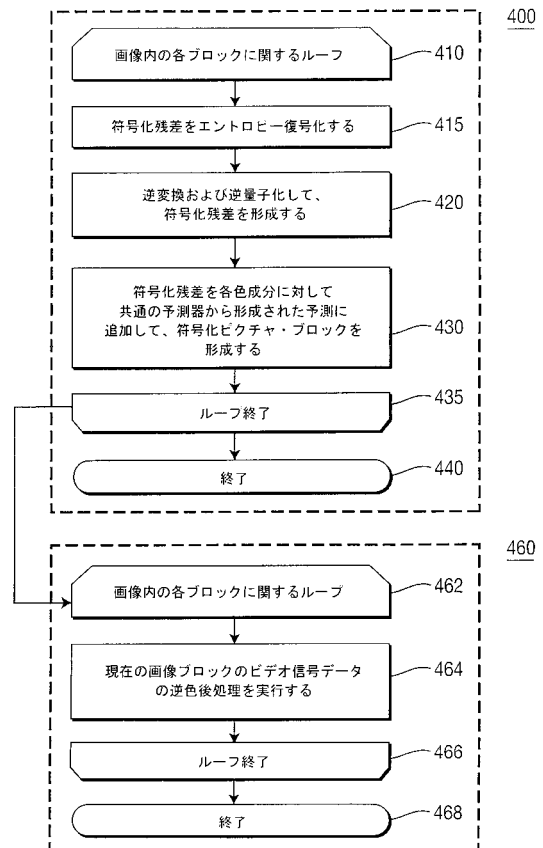 400
画像内の各ブロックに関するループ
410
符号化残差をエントロピー復号化する
415
逆変換および逆量子化して、
符号化残差を形成する
420
符号化残差を各色成分に対して
共通の予測器から形成された予測に
追加して、符号化ピクチャ・ブロックを
形成する
430
ループ終了
435
終了
440
460
画像内の各ブロックに関するループ
462
現在の画像ブロックのビデオ信号データ
の逆色後処理を実行する
464
ループ終了
466
終了
468